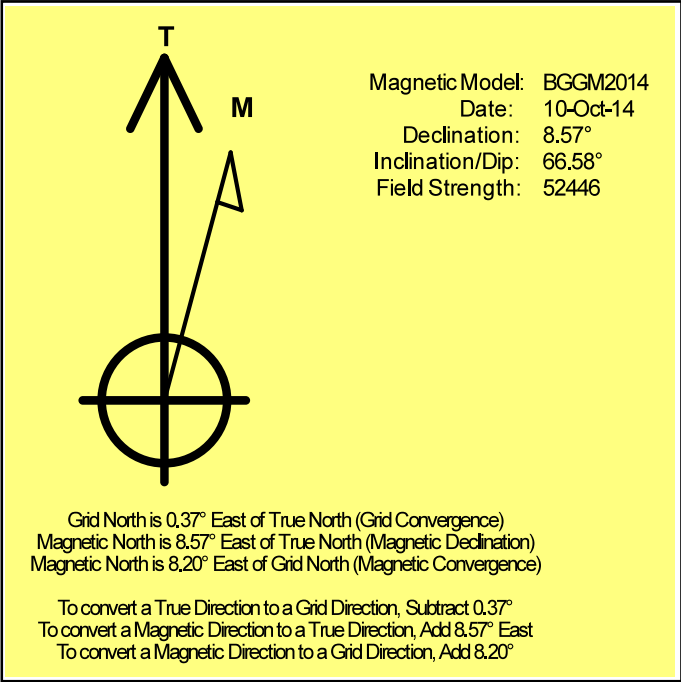 T
M
Magnetic Model: BGGM2014
Date: 10-Oct-14
Declination: 8.57°
Inclination/Dip: 66.58°
Field Strength: 52446
Grid North is 0.37° East of True North (Grid Convergence)
Magnetic North is 8.57° East of True North (Magnetic Declination)
Magnetic North is 8.20° East of Grid North (Magnetic Convergence)
To convert a True Direction to a Grid Direction, Subtract 0.37°
To convert a Magnetic Direction to a True Direction, Add 8.57° East
To convert a Magnetic Direction to a Grid Direction, Add 8.20°